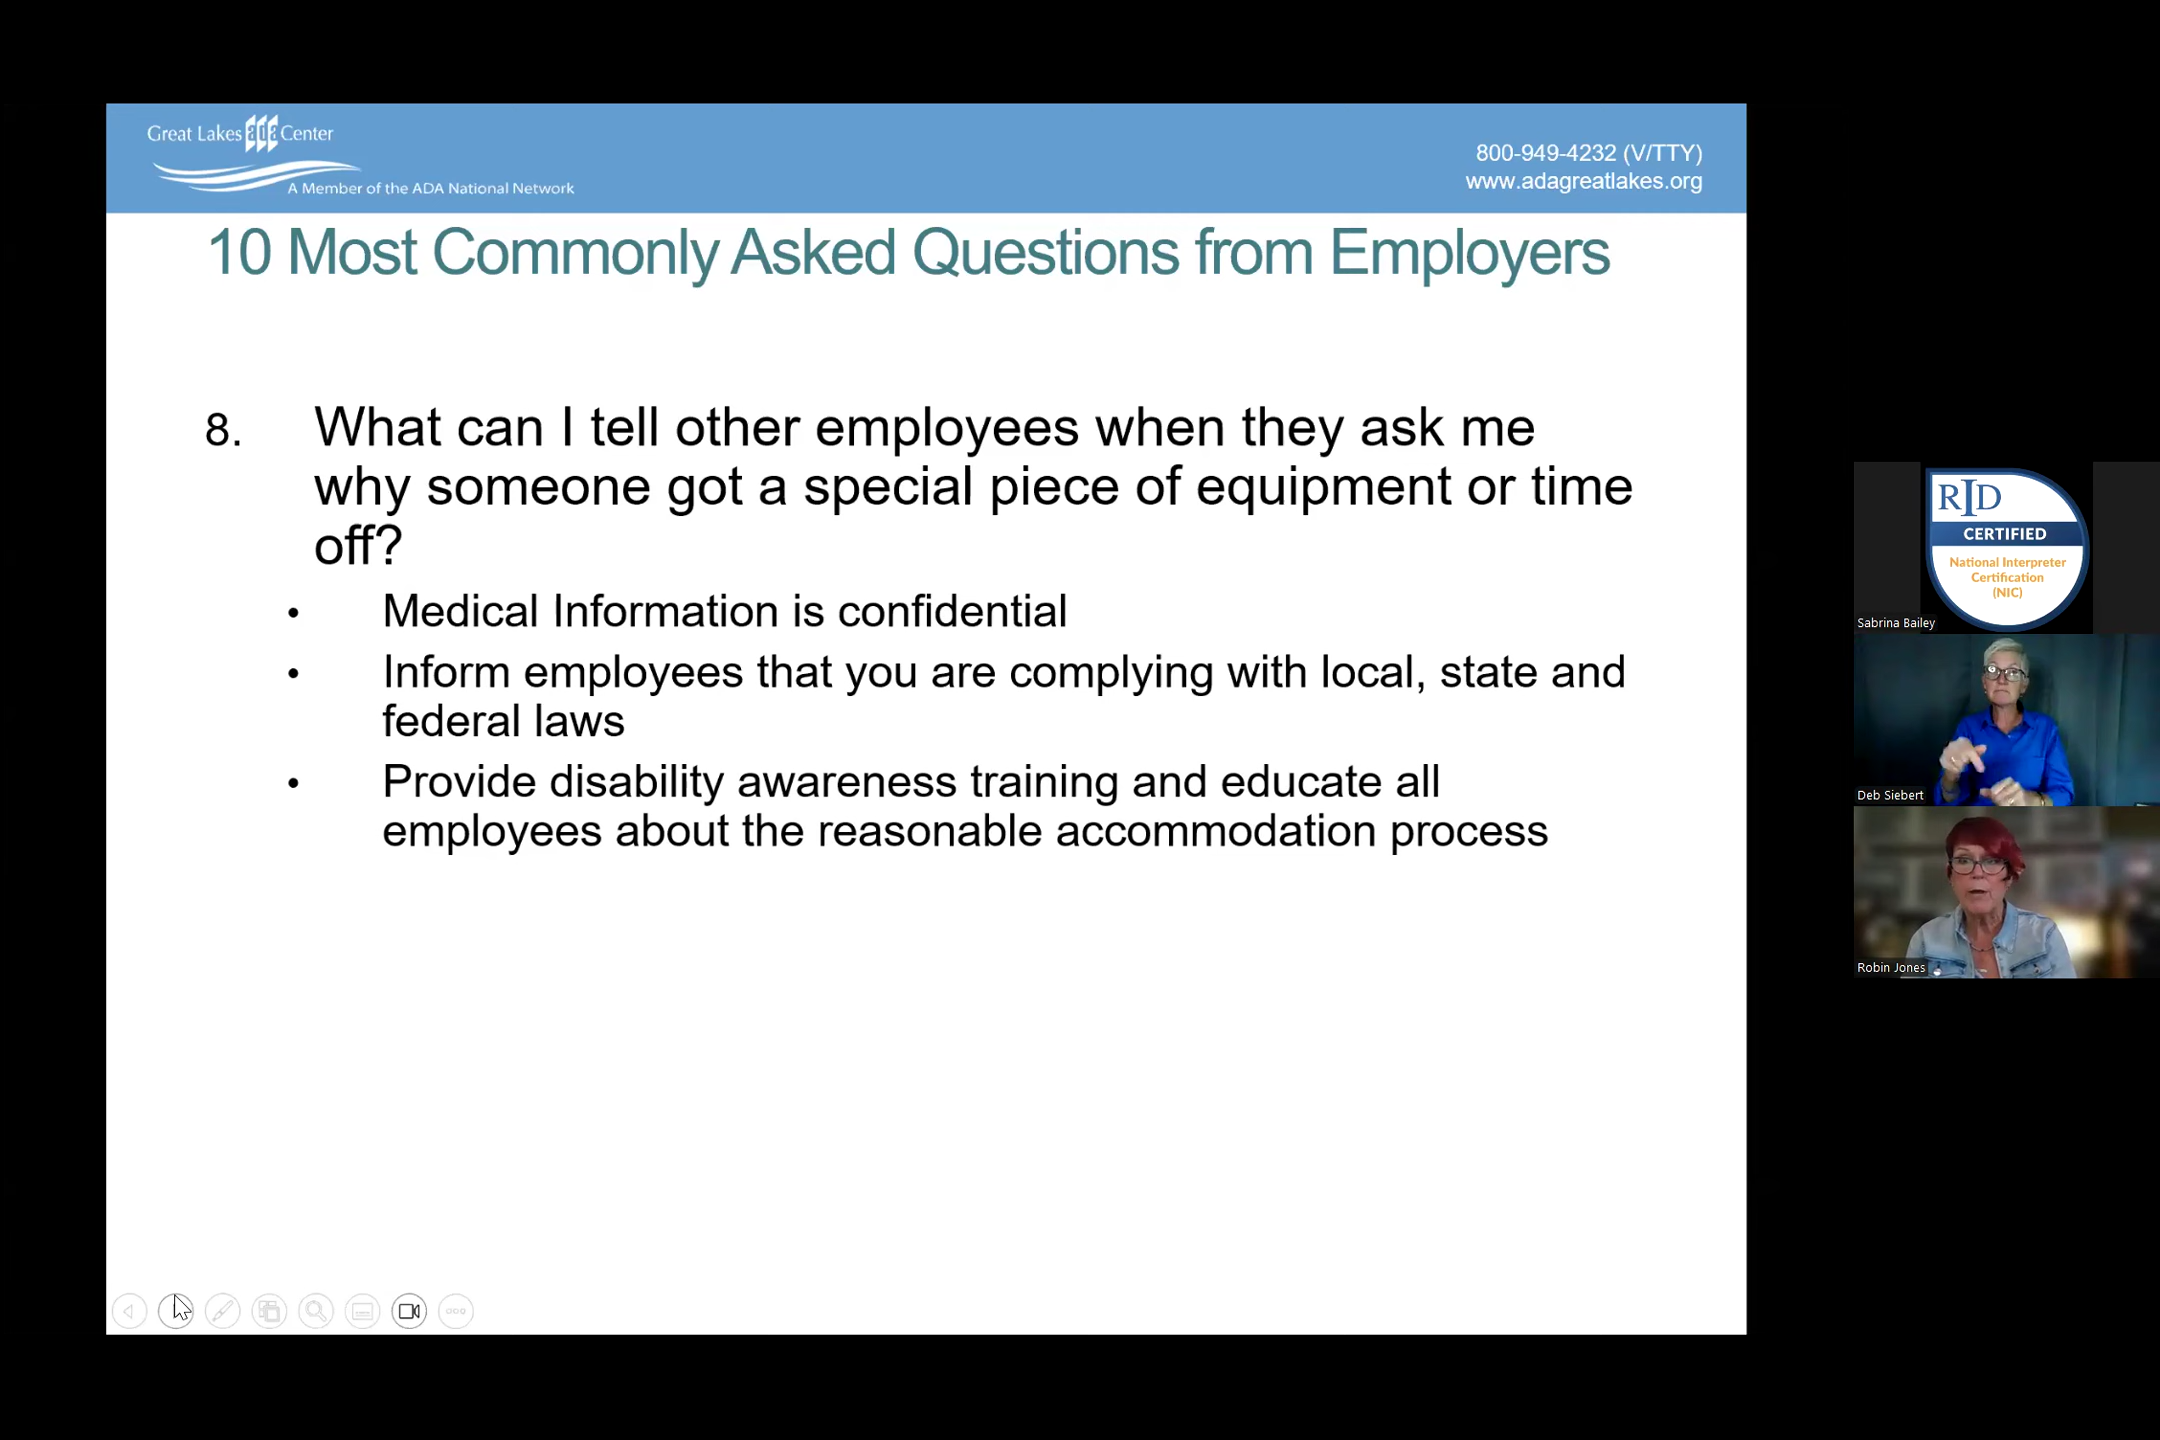 Great Lakes ada Center
A Member of the ADA National Network
800-949-4232 (V/TTY)
www.adagreatlakes.org
10 Most Commonly Asked Questions from Employers
8. What can I tell other employees when they ask me
why someone got a special piece of equipment or time
off?
• Medical Information is confidential
• Inform employees that you are complying with local, state and
federal laws
• Provide disability awareness training and educate all
employees about the reasonable accommodation process
RID
CERTIFIED
National Interpreter
Certification
(NIC)
Sabrina Bailey
Deb Siebert
Robin Jones